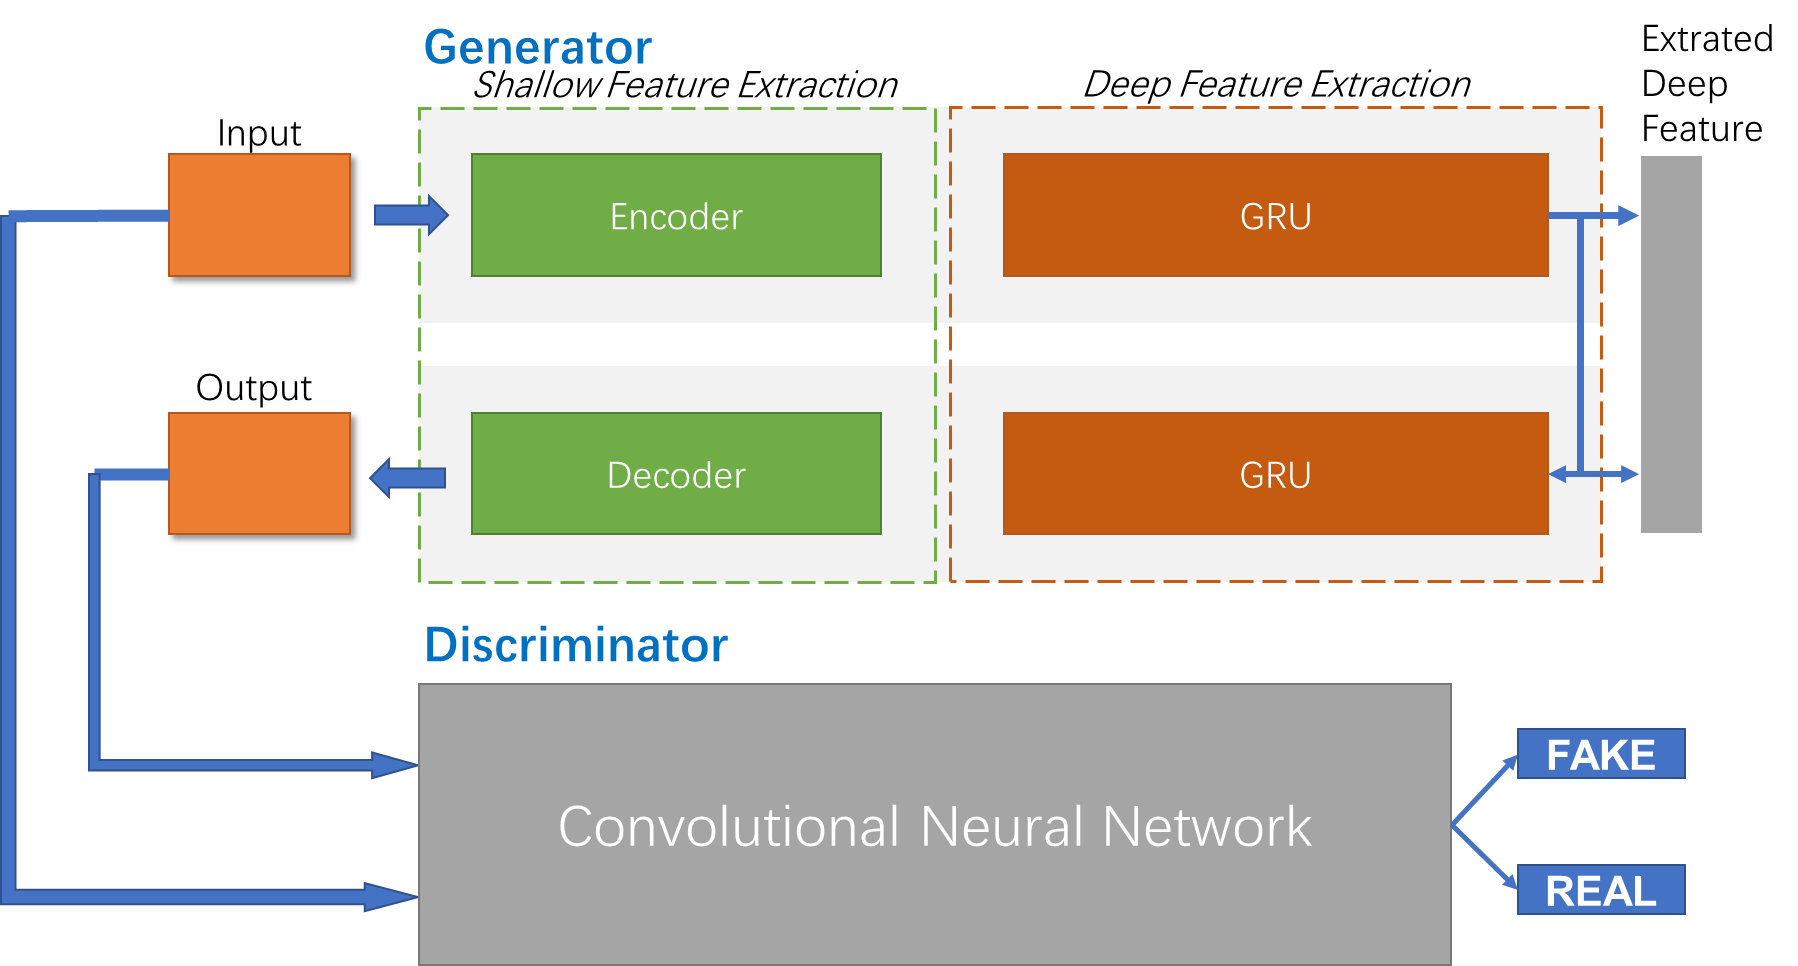 Generator
Shallow Feature Extraction
Deep Feature Extraction
Extrated
Deep
Feature
Input
Encoder
GRU
Output
Decoder
GRU
Discriminator
Convolutional Neural Network
FAKE
REAL